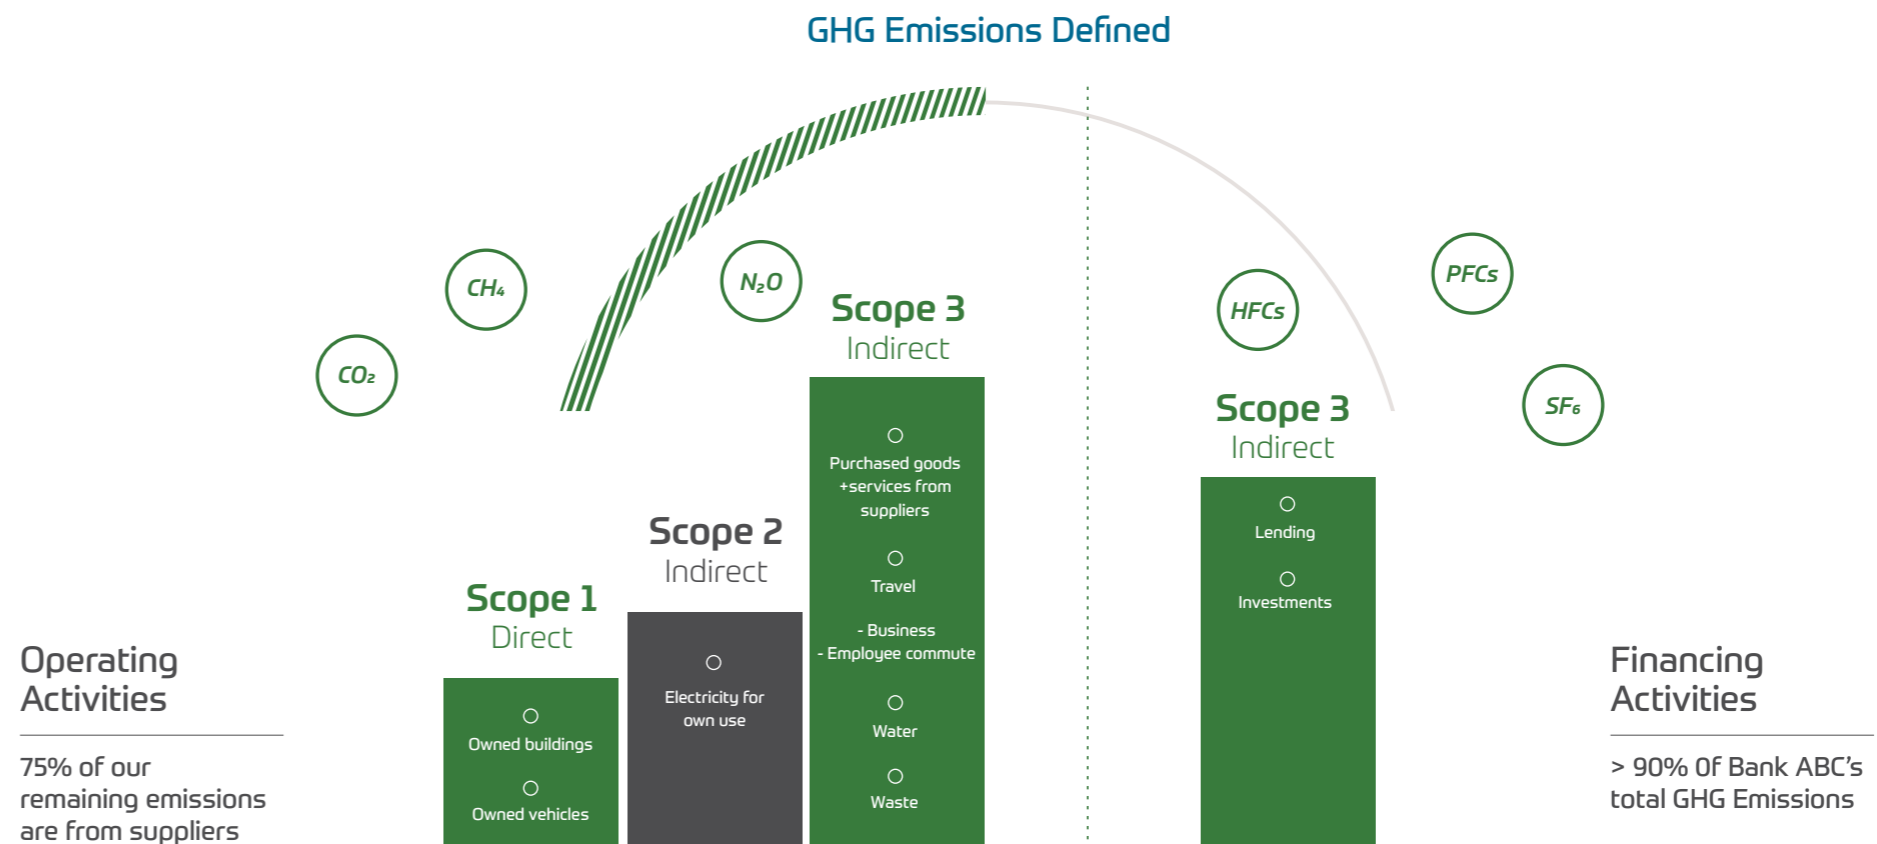 GHG Emissions Defined
CO₂
CH₄
N₂O
HFCs
PFCs
SF₆
Operating
Activities
75% of our
remaining emissions
are from suppliers
Scope 1
Direct
Owned buildings
Owned vehicles
Scope 2
Indirect
Electricity for
own use
Scope 3
Indirect
Purchased goods
+services from
suppliers
Travel
- Business
- Employee commute
Water
Waste
Scope 3
Indirect
Lending
Investments
Financing
Activities
> 90% 0f Bank ABC’s
total GHG Emissions